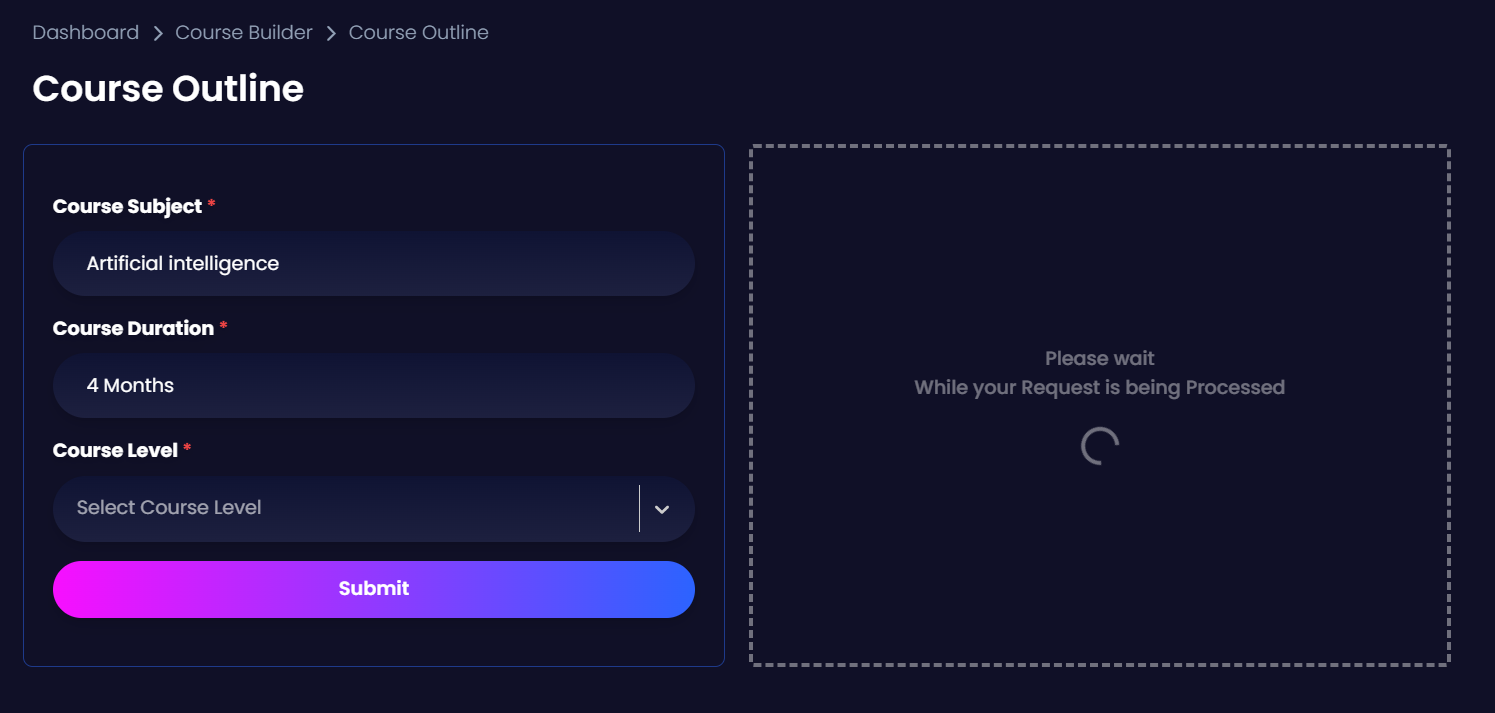 Dashboard > Course Builder > Course Outline
Course Outline
Course Subject *
Artificial intelligence
Course Duration *
4 Months
Course Level *
Select Course Level
Submit
Please wait
While your Request is being Processed